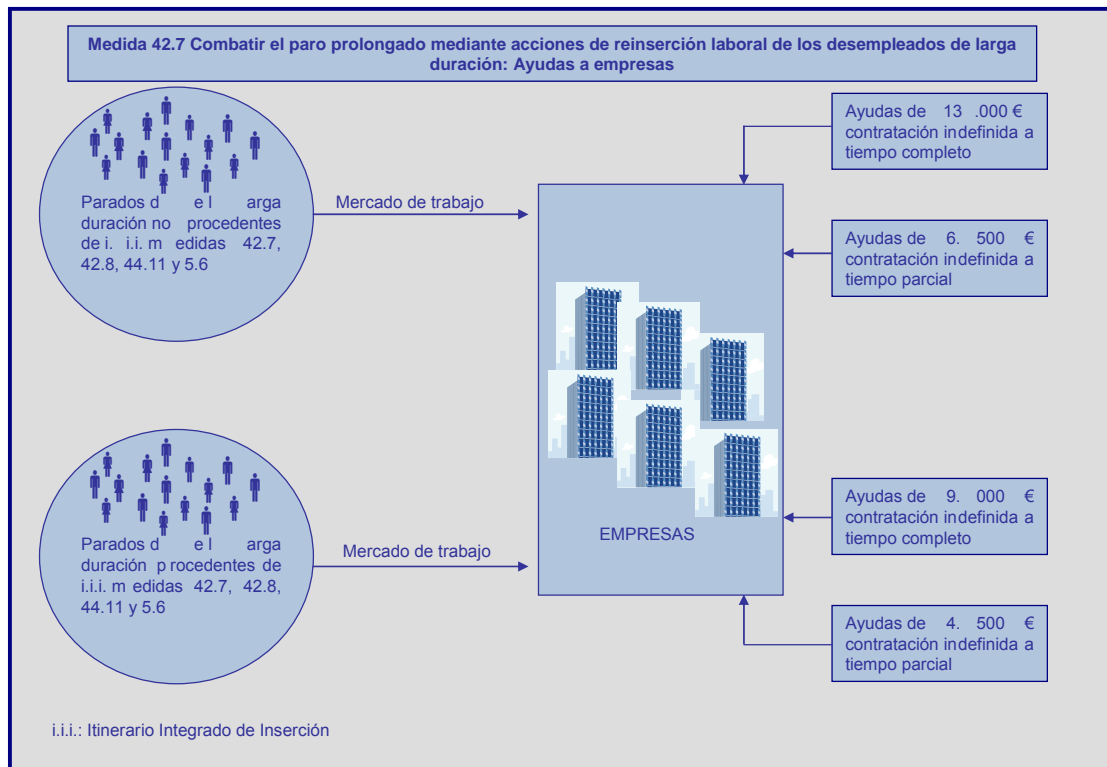 Medida 42.7 Combatir el paro prolongado mediante acciones de reinserción laboral de los desempleados de larga
duración: Ayudas a empresas
Parados d e l arga
duración no procedentes
de i. i.i. m edidas 42.7,
42.8, 44.11 y 5.6
Mercado de trabajo
Ayudas de 13 .000 €
contratación indefinida a
tiempo completo
Ayudas de 6. 500 €
contratación indefinida a
tiempo parcial
EMPRESAS
Parados d e l arga
duración p rocedentes de
i.i.i. m edidas 42.7, 42.8,
44.11 y 5.6
Mercado de trabajo
Ayudas de 9. 000 €
contratación indefinida a
tiempo completo
Ayudas de 4. 500 €
contratación indefinida a
tiempo parcial
i.i.i.: Itinerario Integrado de Inserción